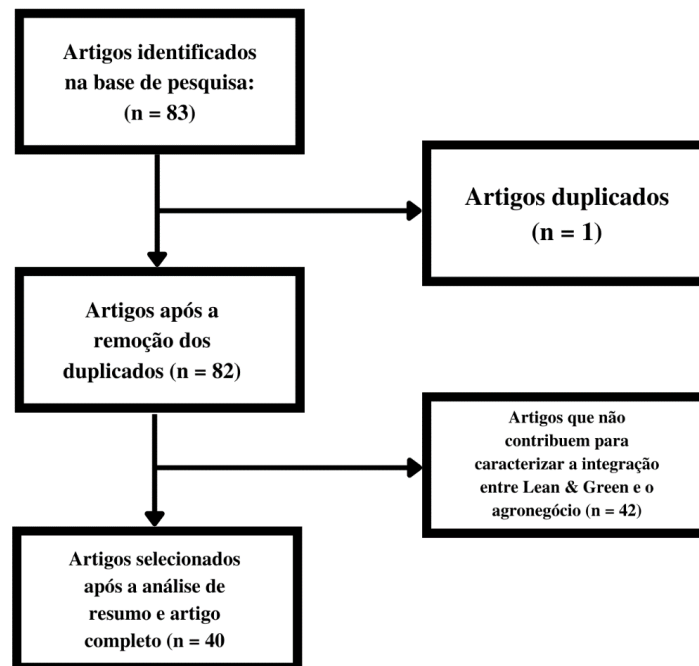 Artigos identificados
na base de pesquisa:
(n = 83)
Artigos duplicados
(n = 1)
Artigos após a
remoção dos
duplicados (n = 82)
Artigos que não
contribuem para
caracterizar a integração
entre Lean & Green e o
agronegócio (n = 42)
Artigos selecionados
após a análise de
resumo e artigo
completo (n = 40